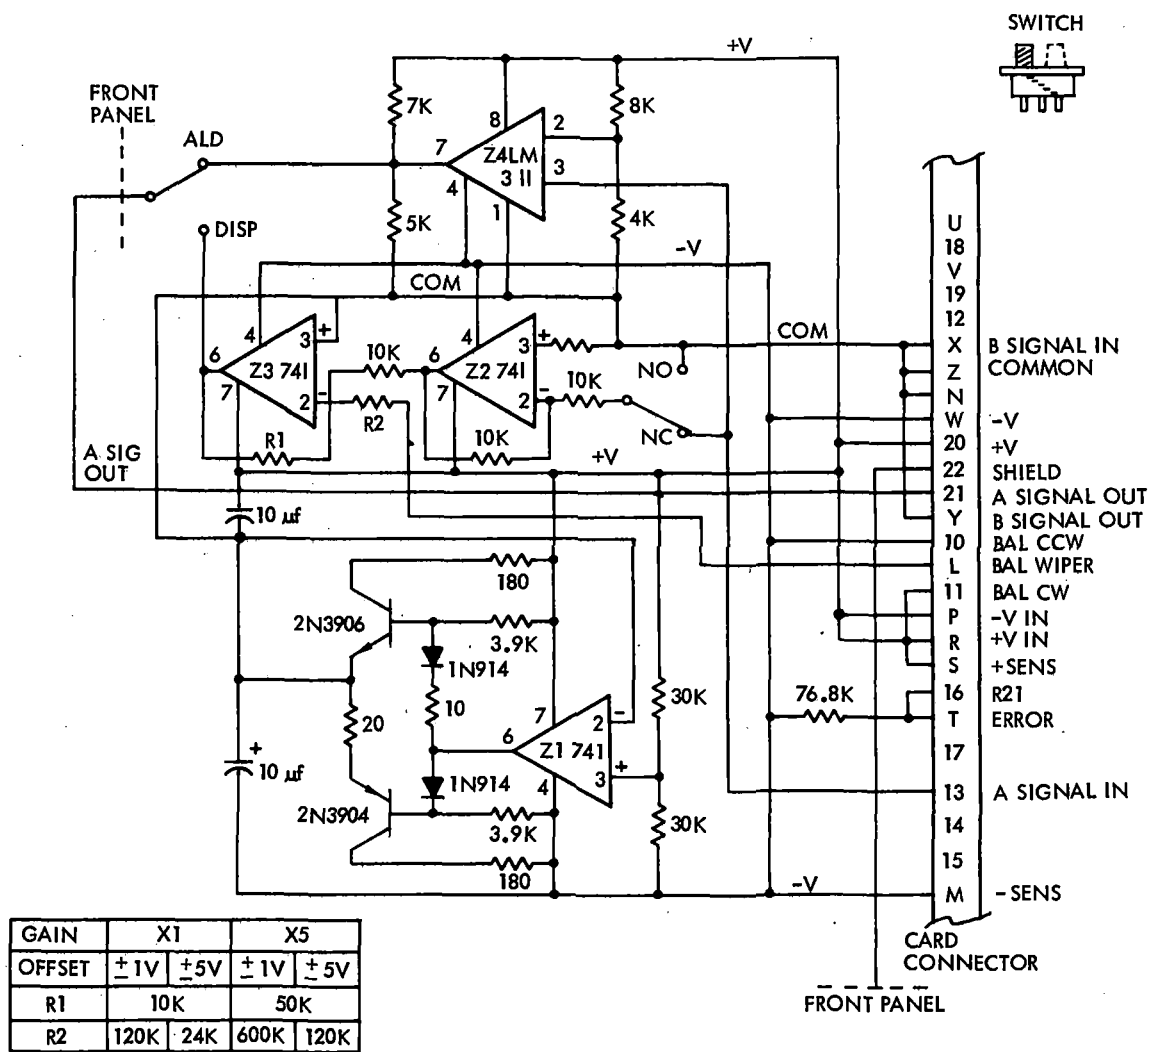 SWITCH
+V
FRONT
PANEL
ALD
7K
8K
8
2
7
Z4LM
3 11
3
4
1
5K
4K
DISP
-V
COM
U
18
V
19
12
COM
X
B SIGNAL IN
COMMON
Z
N
W
-V
20
+V
22
SHIELD
21
A SIGNAL OUT
Y
B SIGNAL OUT
10
BAL CCW
L
BAL WIPER
11
BAL CW
P
-V IN
R
+V IN
S
+SENS
16
R21
T
ERROR
17
13
A SIGNAL IN
14
15
M
-SENS
4
3
+
6
Z3 741
7
2
-
10K
R2
R1
4
3
+
6
Z2 741
7
2
-
10K
10K
NO
NC
A SIG
OUT
+V
10 μf
180
2N3906
3.9K
1N914
10
20
6
7
2
-
Z1 741
3
+
4
30K
30K
76.8K
+
10 μf
1N914
2N3904
3.9K
180
-V
CARD
CONNECTOR
FRONT PANEL
GAIN X1 X5
OFFSET ±1V ±5V ±1V ±5V
R1 10K 50K
R2 120K 24K 600K 120K